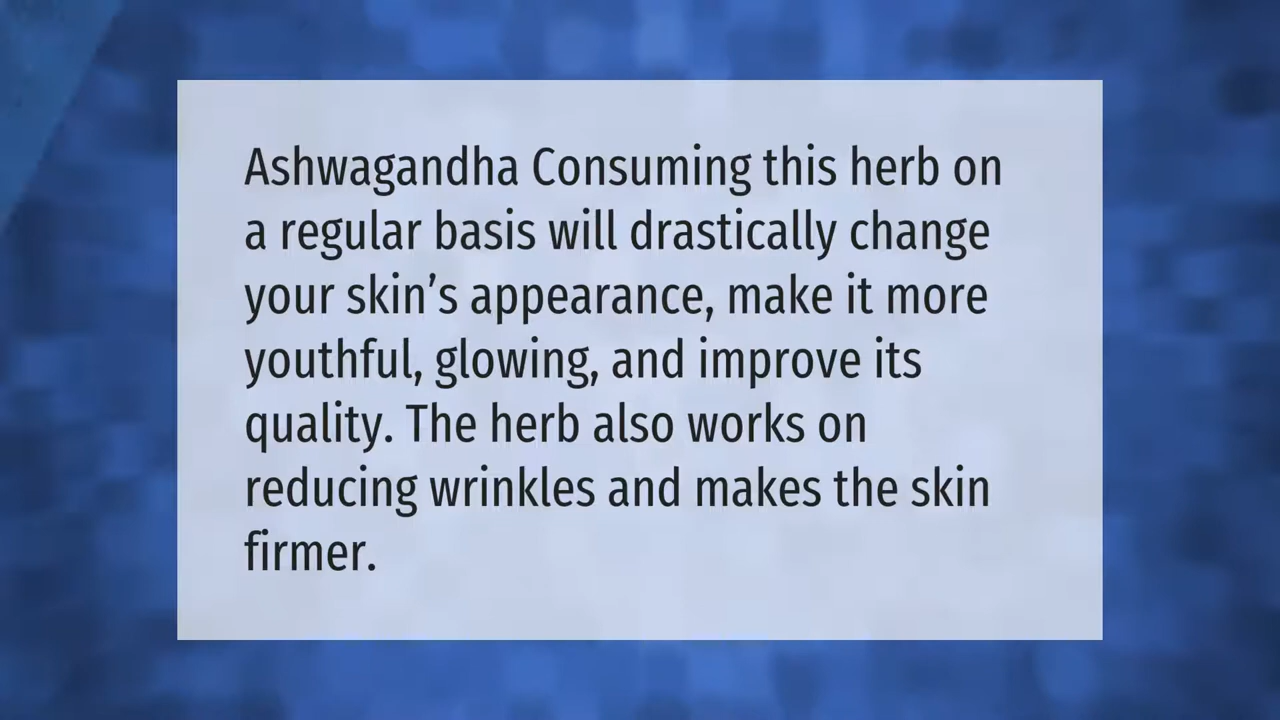 Ashwagandha Consuming this herb on
a regular basis will drastically change
your skin’s appearance, make it more
youthful, glowing, and improve its
quality. The herb also works on
reducing wrinkles and makes the skin
firmer.